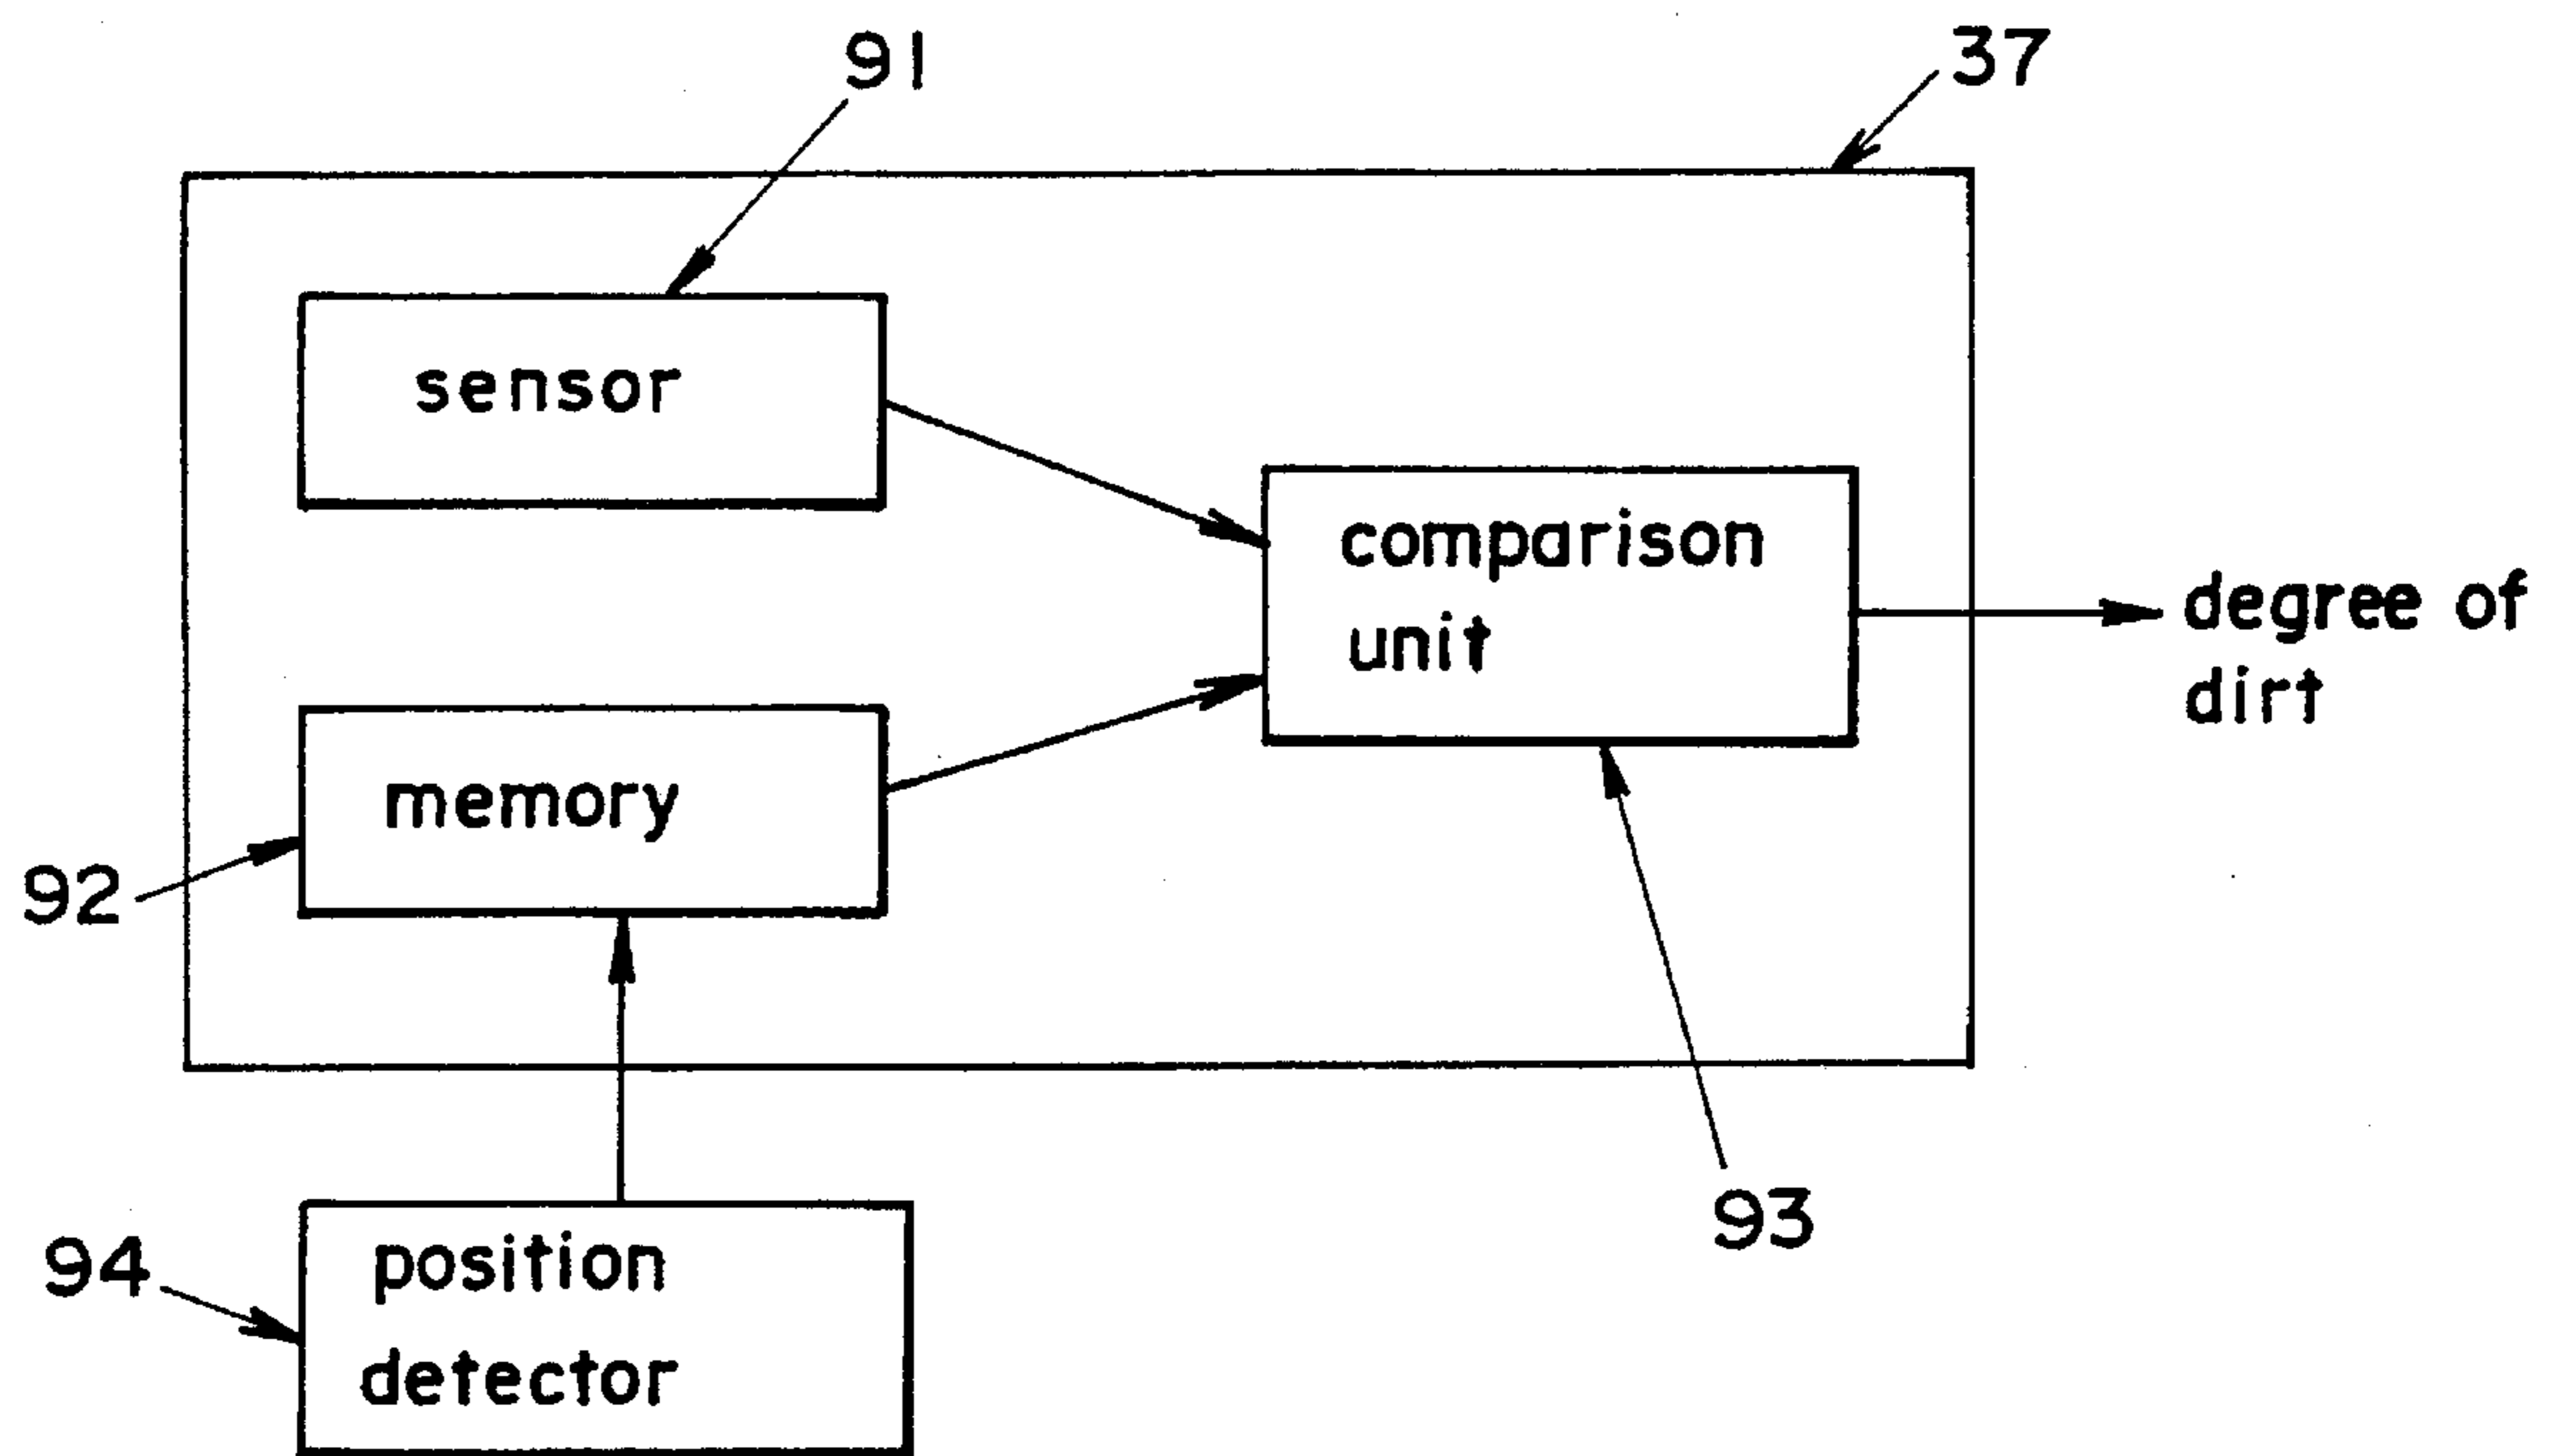 91
37
sensor
comparison
unit
degree of
dirt
memory
92
93
94
position
detector